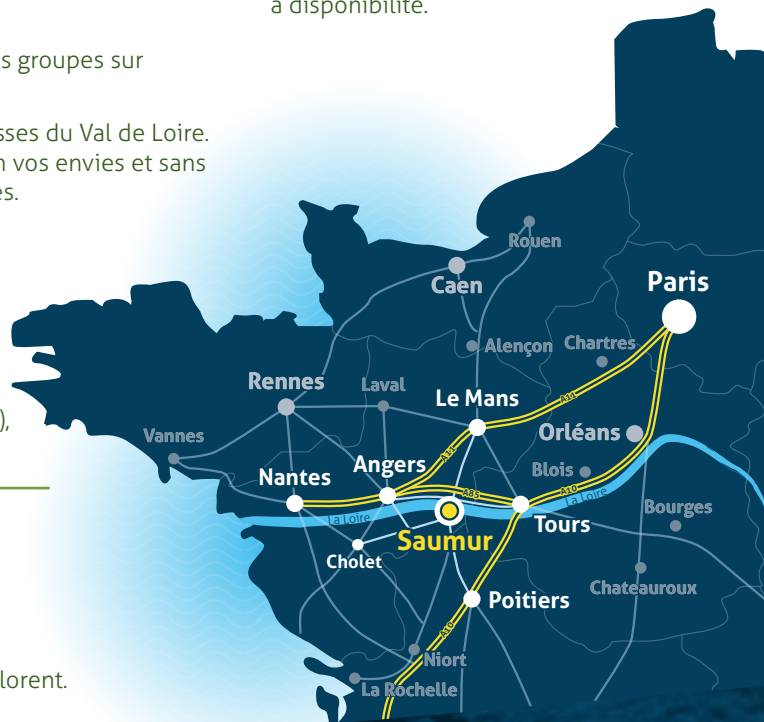 à disponibilité.
s groupes sur
sses du Val de Loire.
n vos envies et sans
es.
),
lorent.
Rouen
Caen
Paris
Alençon
Chartres
Rennes
Laval
Le Mans
A11
Orléans
Vannes
Angers
A11
Blois
Nantes
A85
A10
La Loire
La Loire
Tours
Bourges
Saumur
Cholet
Chateauroux
Poitiers
A10
Niort
La Rochelle